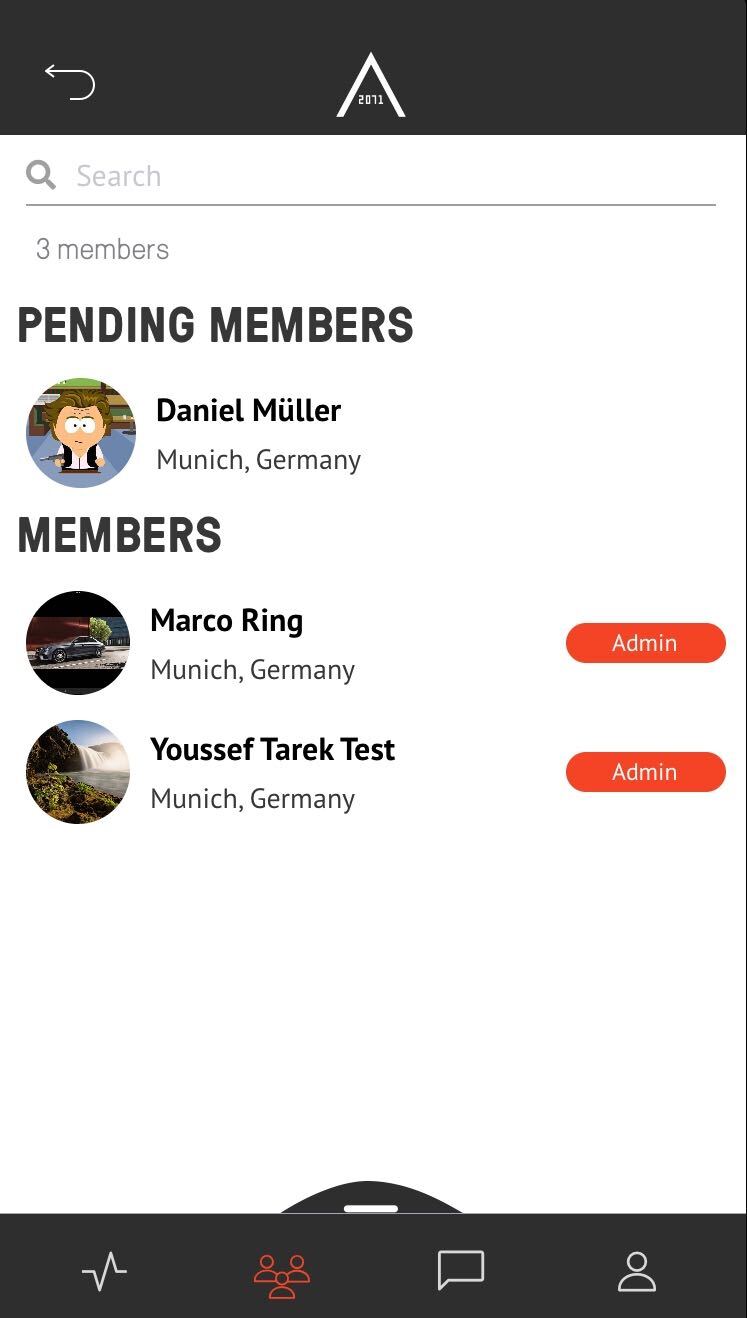 2071
Search
3 members
PENDING MEMBERS
Daniel Müller
Munich, Germany
MEMBERS
Marco Ring
Munich, Germany
Admin
Youssef Tarek Test
Munich, Germany
Admin